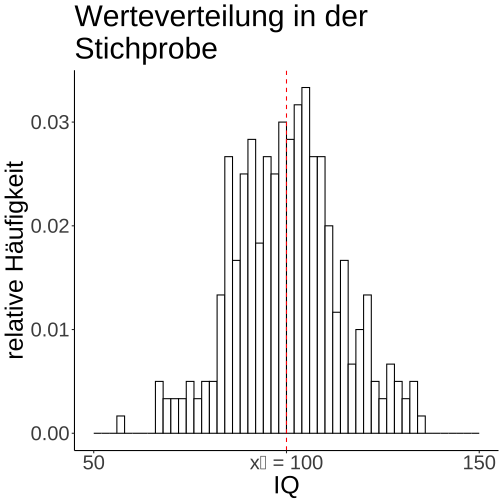 Werteverteilung in der
Stichprobe
relative Häufigkeit
0.03
0.02
0.01
0.00
50
x▯ = 100
150
IQ